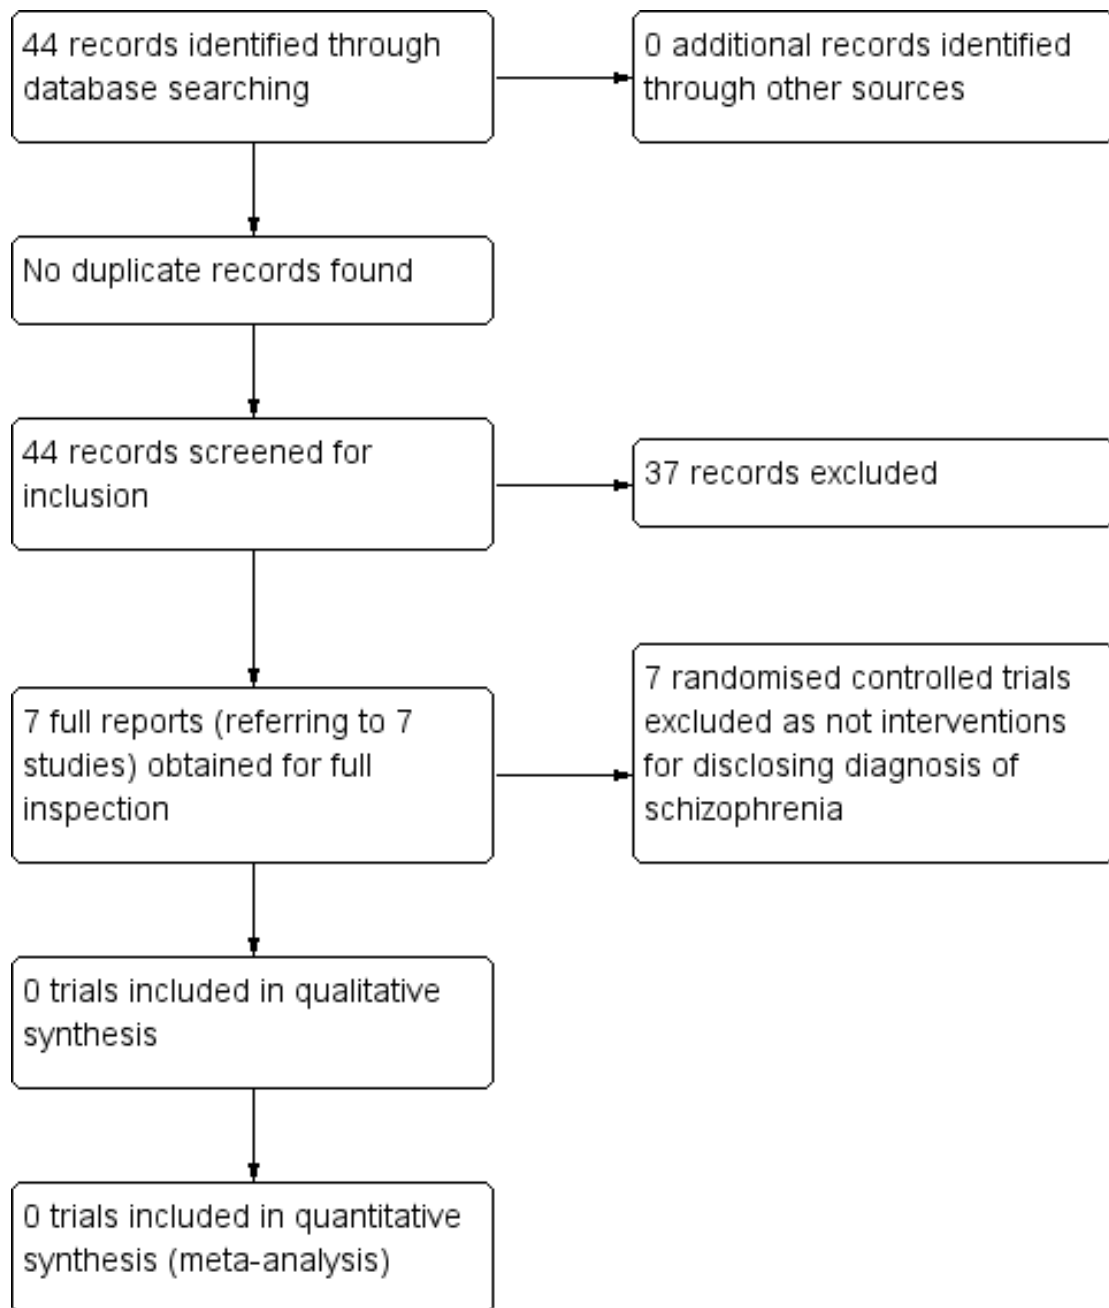 44 records identified through
database searching
0 additional records identified
through other sources
No duplicate records found
44 records screened for
inclusion
37 records excluded
7 full reports (referring to 7
studies) obtained for full
inspection
7 randomised controlled trials
excluded as not interventions
for disclosing diagnosis of
schizophrenia
0 trials included in qualitative
synthesis
0 trials included in quantitative
synthesis (meta-analysis)